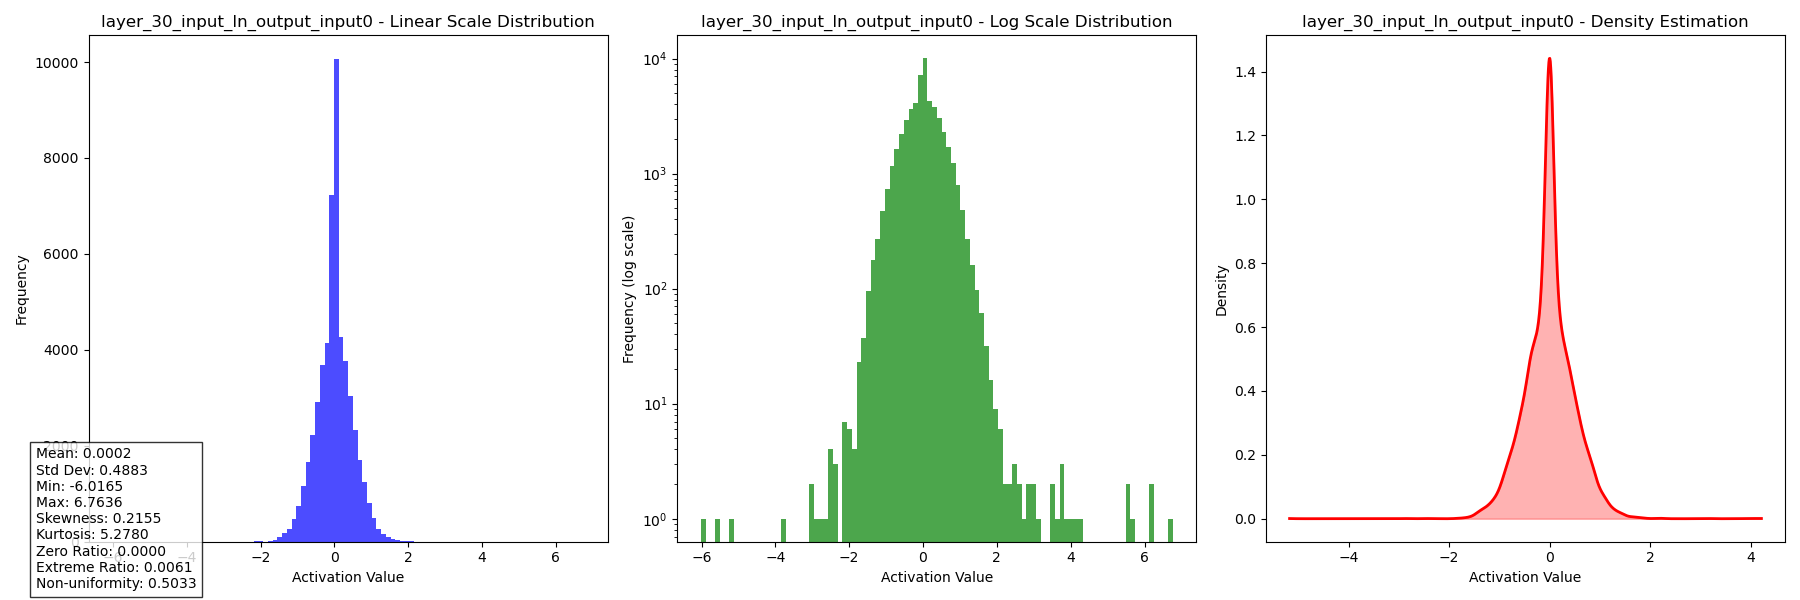 layer_30_input_ln_output_input0 - Linear Scale Distribution
Frequency
10000
8000
6000
4000
2000
0
−6 −4 −2 0 2 4 6
Activation Value
Mean: 0.0002
Std Dev: 0.4883
Min: -6.0165
Max: 6.7636
Skewness: 0.2155
Kurtosis: 5.2780
Zero Ratio: 0.0000
Extreme Ratio: 0.0061
Non-uniformity: 0.5033
layer_30_input_ln_output_input0 - Log Scale Distribution
Frequency (log scale)
10⁴
10³
10²
10¹
10⁰
−6 −4 −2 0 2 4 6
Activation Value
layer_30_input_ln_output_input0 - Density Estimation
Density
1.4
1.2
1.0
0.8
0.6
0.4
0.2
0.0
−4 −2 0 2 4
Activation Value